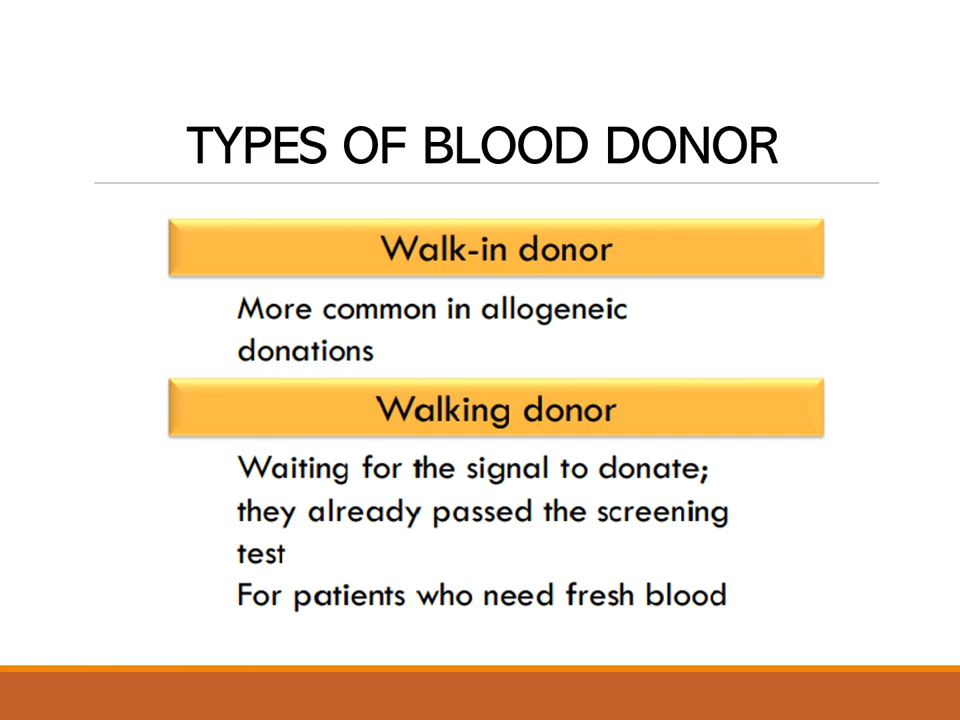 TYPES OF BLOOD DONOR
Walk-in donor
More common in allogeneic
donations
Walking donor
Waiting for the signal to donate;
they already passed the screening
test
For patients who need fresh blood